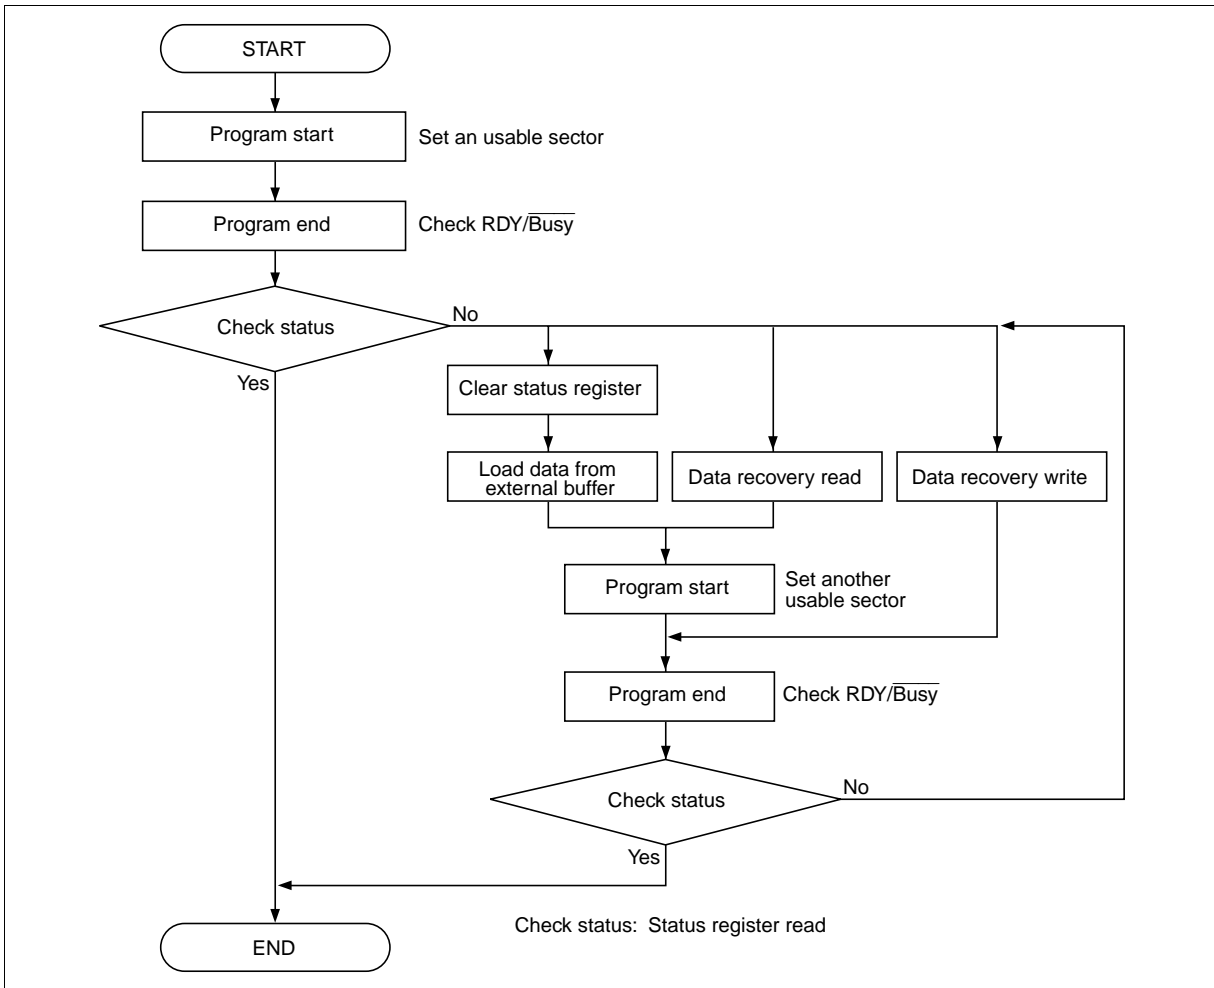 START
Program start
Set an usable sector
Program end
Check RDY/B̅u̅s̅y̅
Check status
No
Yes
Clear status register
Load data from
external buffer
Data recovery read
Data recovery write
Program start
Set another
usable sector
Program end
Check RDY/B̅u̅s̅y̅
Check status
No
Yes
Check status: Status register read
END